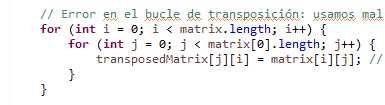 // Error en el bucle de transposición: usamos mal
for (int i = 0; i < matrix.length; i++) {
for (int j = 0; j < matrix[0].length; j++) {
transposedMatrix[j][i] = matrix[i][j]; //
}
}